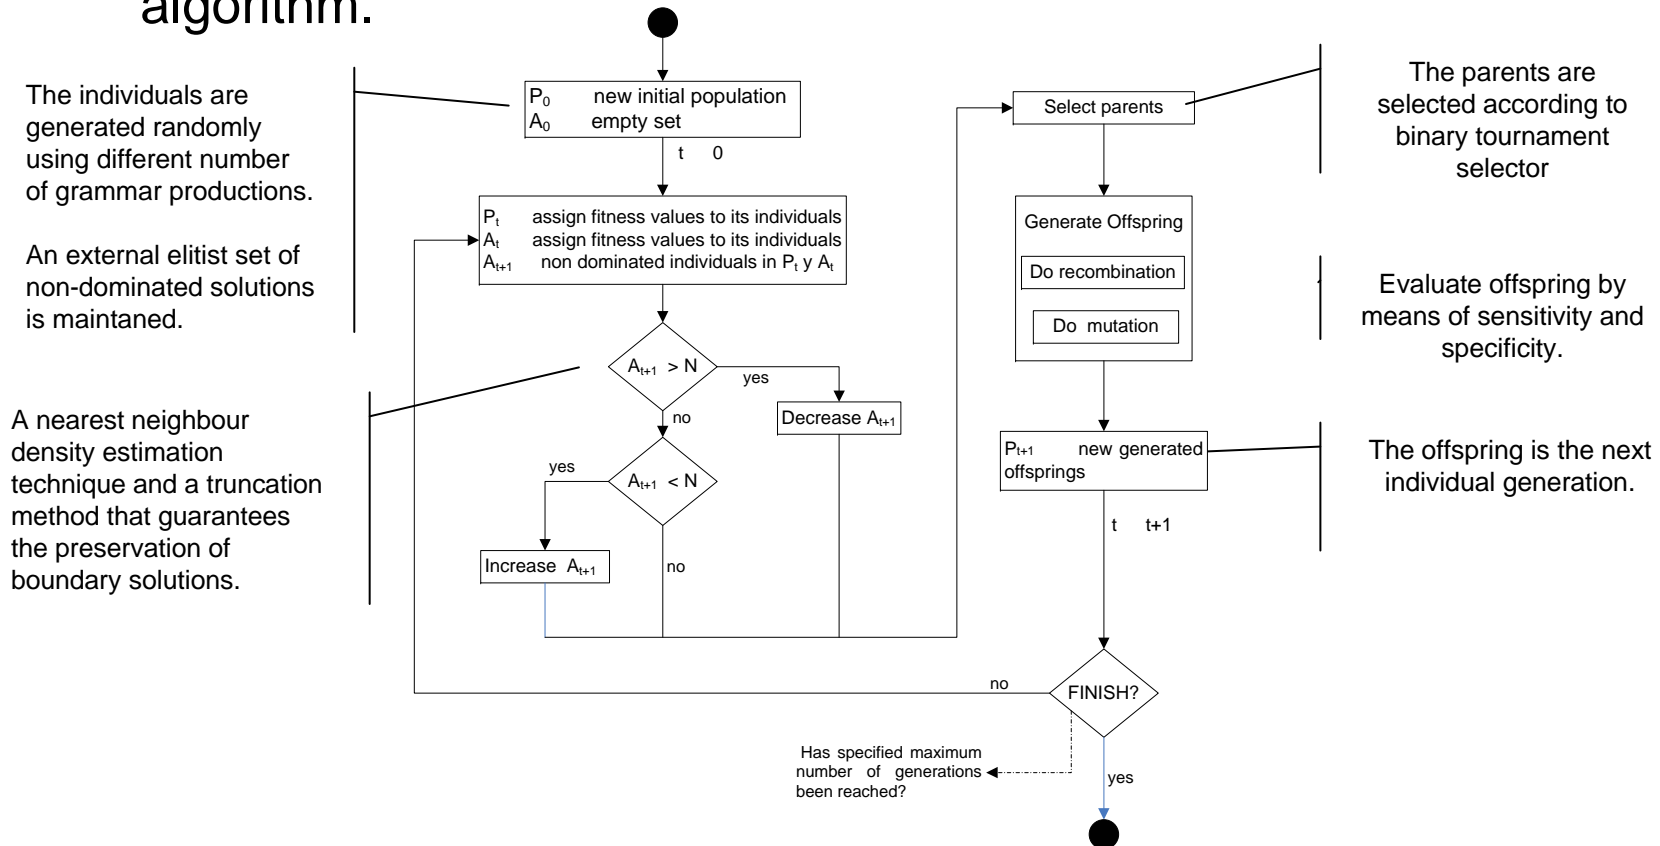 algorithm.
The individuals are
generated randomly
using different number
of grammar productions.
An external elitist set of
non-dominated solutions
is maintaned.
A nearest neighbour
density estimation
technique and a truncation
method that guarantees
the preservation of
boundary solutions.
P0 new initial population
A0 empty set
t 0
Pt assign fitness values to its individuals
At assign fitness values to its individuals
At+1 non dominated individuals in Pt y At
At+1 > N
yes
no
Decrease At+1
At+1 < N
yes
no
Increase At+1
Select parents
Generate Offspring
Do recombination
Do mutation
Pt+1 new generated
offsprings
t t+1
FINISH?
no
yes
Has specified maximum
number of generations
been reached?
The parents are
selected according to
binary tournament
selector
Evaluate offspring by
means of sensitivity and
specificity.
The offspring is the next
individual generation.